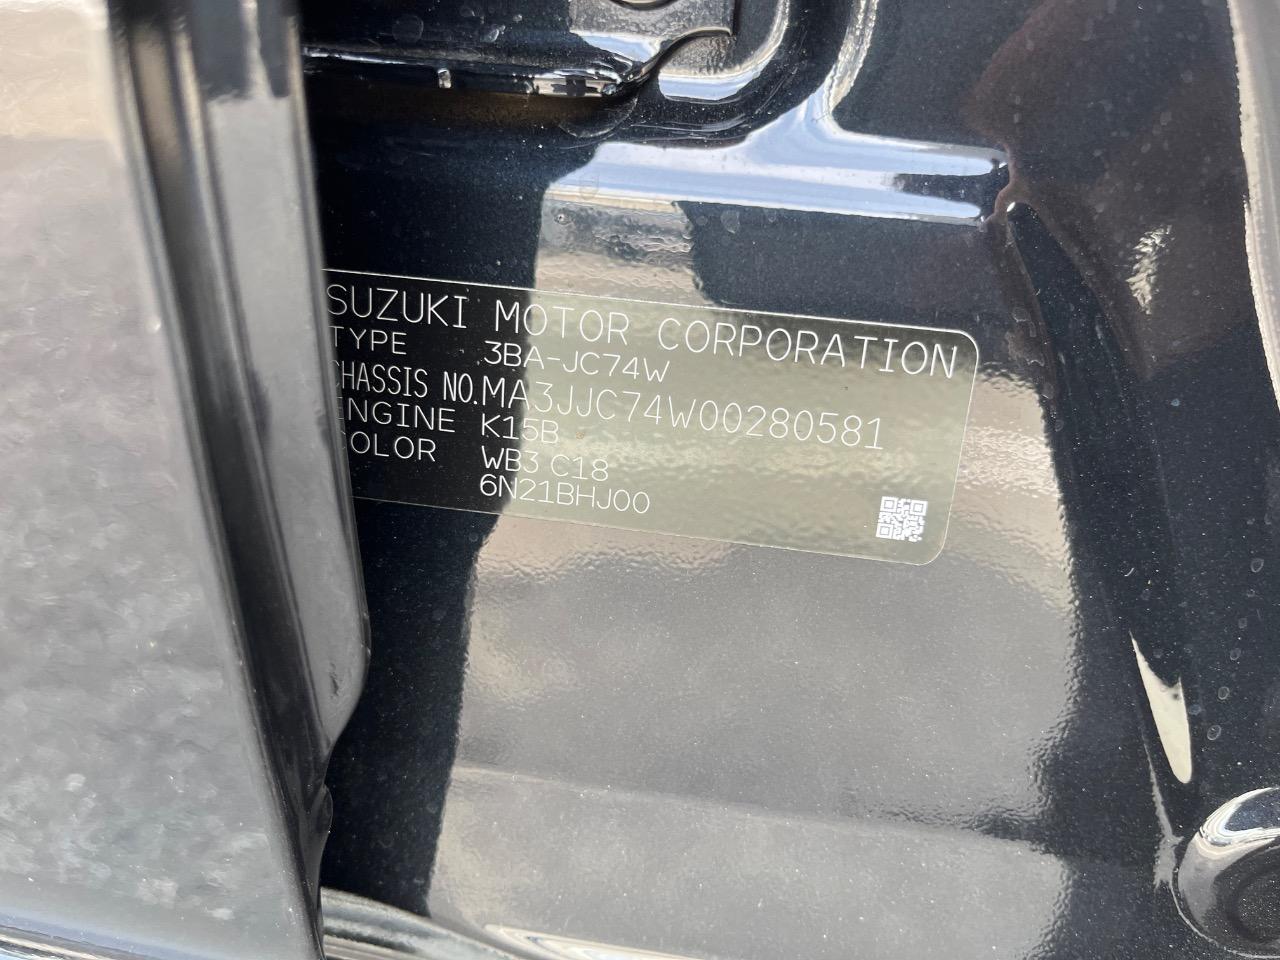 SUZUKI MOTOR CORPORATION
TYPE 3BA-JC74W
CHASSIS NO. MA3JJC74W00280581
ENGINE K15B
COLOR WB3 C18
6N21BHJ00